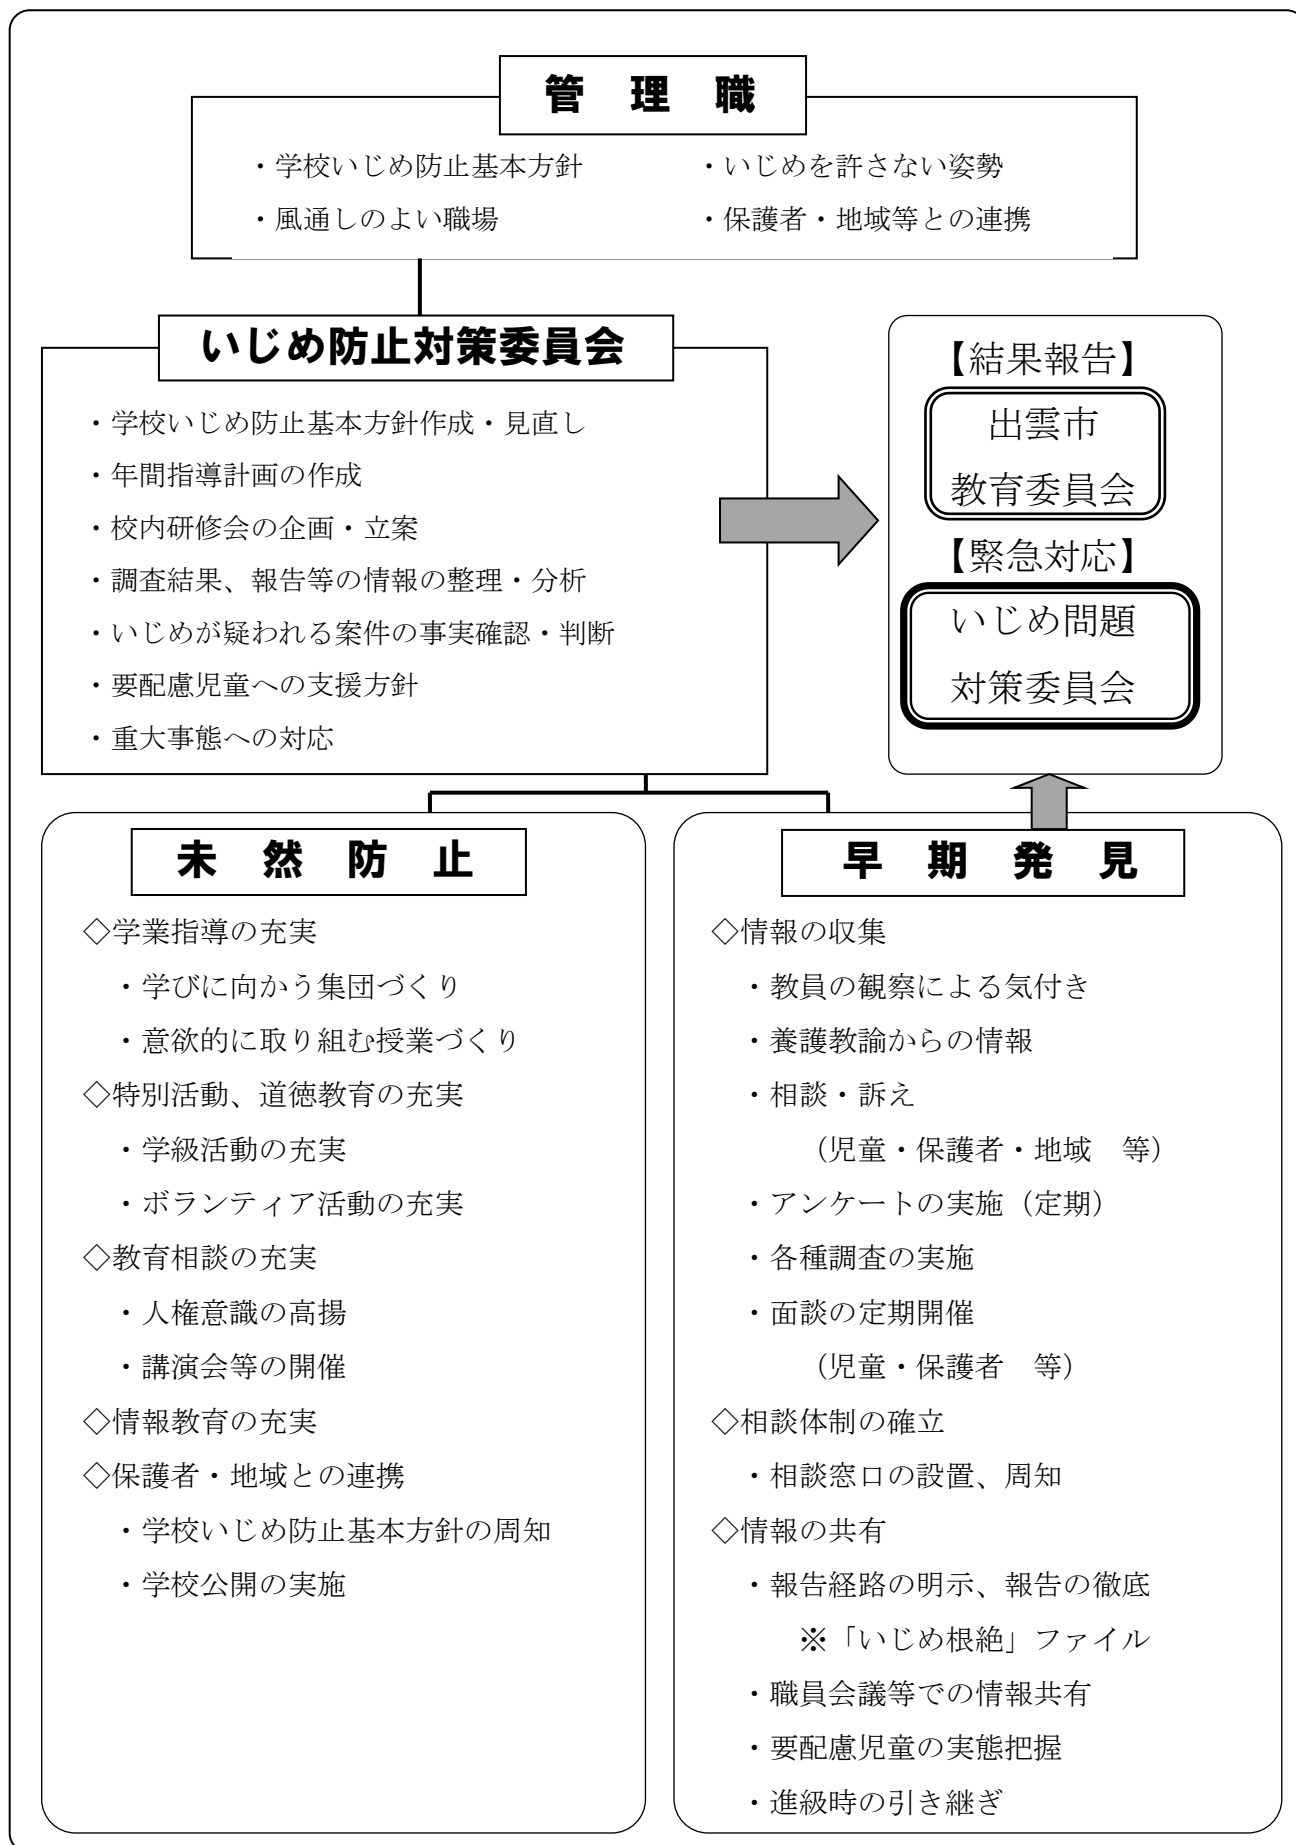 管　理　職
・学校いじめ防止基本方針
・いじめを許さない姿勢
・風通しのよい職場
・保護者・地域等との連携
いじめ防止対策委員会
・学校いじめ防止基本方針作成・見直し
・年間指導計画の作成
・校内研修会の企画・立案
・調査結果、報告等の情報の整理・分析
・いじめが疑われる案件の事実確認・判断
・要配慮児童への支援方針
・重大事態への対応
【結果報告】
出雲市
教育委員会
【緊急対応】
いじめ問題
対策委員会
未　然　防　止
◇学業指導の充実
・学びに向かう集団づくり
・意欲的に取り組む授業づくり
◇特別活動、道徳教育の充実
・学級活動の充実
・ボランティア活動の充実
◇教育相談の充実
・人権意識の高揚
・講演会等の開催
◇情報教育の充実
◇保護者・地域との連携
・学校いじめ防止基本方針の周知
・学校公開の実施
早　期　発　見
◇情報の収集
・教員の観察による気付き
・養護教諭からの情報
・相談・訴え
（児童・保護者・地域　等）
・アンケートの実施（定期）
・各種調査の実施
・面談の定期開催
（児童・保護者　等）
◇相談体制の確立
・相談窓口の設置、周知
◇情報の共有
・報告経路の明示、報告の徹底
※「いじめ根絶」ファイル
・職員会議等での情報共有
・要配慮児童の実態把握
・進級時の引き継ぎ